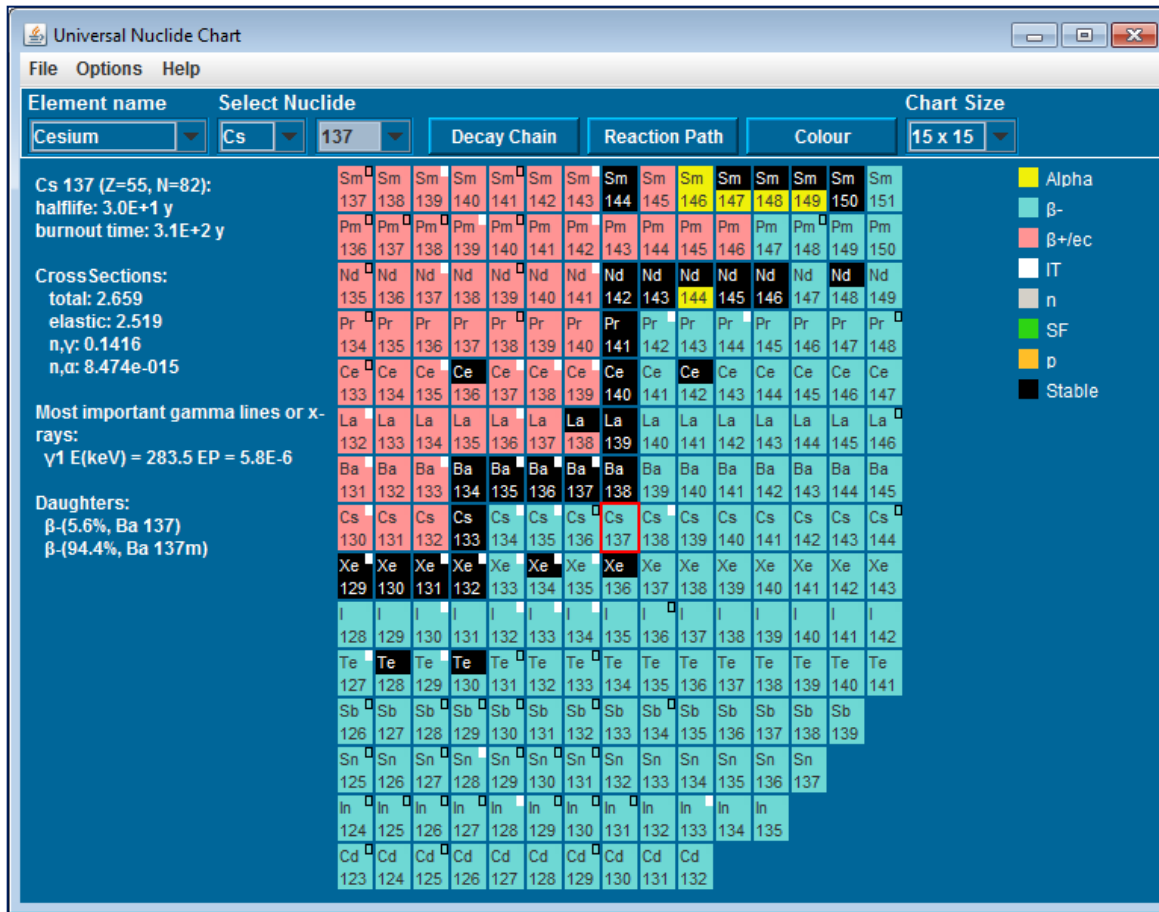 Universal Nuclide Chart
File Options Help
Element name Select Nuclide Chart Size
Cesium Cs 137 Decay Chain Reaction Path Colour 15 x 15
Cs 137 (Z=55, N=82):
halflife: 3.0E+1 y
burnout time: 3.1E+2 y
Cross Sections:
total: 2.659
elastic: 2.519
n,γ: 0.1416
n,α: 8.474e-015
Most important gamma lines or x-
rays:
γ1 E(keV) = 283.5 EP = 5.8E-6
Daughters:
β-(5.6%, Ba 137)
β-(94.4%, Ba 137m)
Sm Sm Sm Sm Sm Sm Sm Sm Sm Sm Sm Sm Sm Sm Sm
137 138 139 140 141 142 143 144 145 146 147 148 149 150 151
Pm Pm Pm Pm Pm Pm Pm Pm Pm Pm Pm Pm Pm Pm Pm
136 137 138 139 140 141 142 143 144 145 146 147 148 149 150
Nd Nd Nd Nd Nd Nd Nd Nd Nd Nd Nd Nd Nd Nd Nd
135 136 137 138 139 140 141 142 143 144 145 146 147 148 149
Pr Pr Pr Pr Pr Pr Pr Pr Pr Pr Pr Pr Pr Pr Pr
134 135 136 137 138 139 140 141 142 143 144 145 146 147 148
Ce Ce Ce Ce Ce Ce Ce Ce Ce Ce Ce Ce Ce Ce Ce
133 134 135 136 137 138 139 140 141 142 143 144 145 146 147
La La La La La La La La La La La La La La La
132 133 134 135 136 137 138 139 140 141 142 143 144 145 146
Ba Ba Ba Ba Ba Ba Ba Ba Ba Ba Ba Ba Ba Ba Ba
131 132 133 134 135 136 137 138 139 140 141 142 143 144 145
Cs Cs Cs Cs Cs Cs Cs Cs Cs Cs Cs Cs Cs Cs Cs
130 131 132 133 134 135 136 137 138 139 140 141 142 143 144
Xe Xe Xe Xe Xe Xe Xe Xe Xe Xe Xe Xe Xe Xe Xe
129 130 131 132 133 134 135 136 137 138 139 140 141 142 143
I I I I I I I I I I I I I I I
128 129 130 131 132 133 134 135 136 137 138 139 140 141 142
Te Te Te Te Te Te Te Te Te Te Te Te Te Te Te
127 128 129 130 131 132 133 134 135 136 137 138 139 140 141
Sb Sb Sb Sb Sb Sb Sb Sb Sb Sb Sb Sb Sb Sb
126 127 128 129 130 131 132 133 134 135 136 137 138 139
Sn Sn Sn Sn Sn Sn Sn Sn Sn Sn Sn Sn Sn
125 126 127 128 129 130 131 132 133 134 135 136 137
In In In In In In In In In In In In
124 125 126 127 128 129 130 131 132 133 134 135
Cd Cd Cd Cd Cd Cd Cd Cd Cd Cd
123 124 125 126 127 128 129 130 131 132
Alpha
β-
β+/ec
IT
n
SF
p
Stable